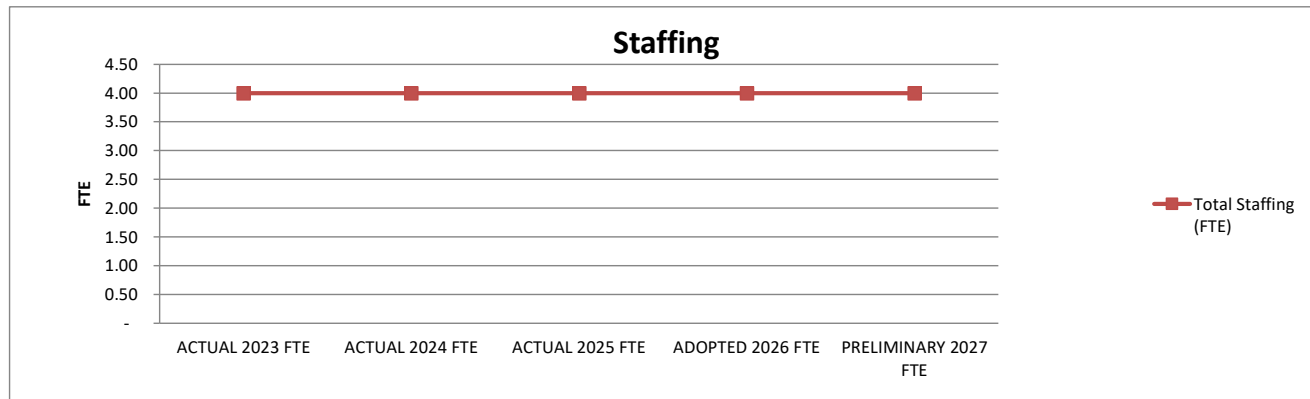 Staffing
4.50
4.00
3.50
3.00
2.50
2.00
1.50
1.00
0.50
-
FTE
ACTUAL 2023 FTE
ACTUAL 2024 FTE
ACTUAL 2025 FTE
ADOPTED 2026 FTE
PRELIMINARY 2027
FTE
Total Staffing
(FTE)